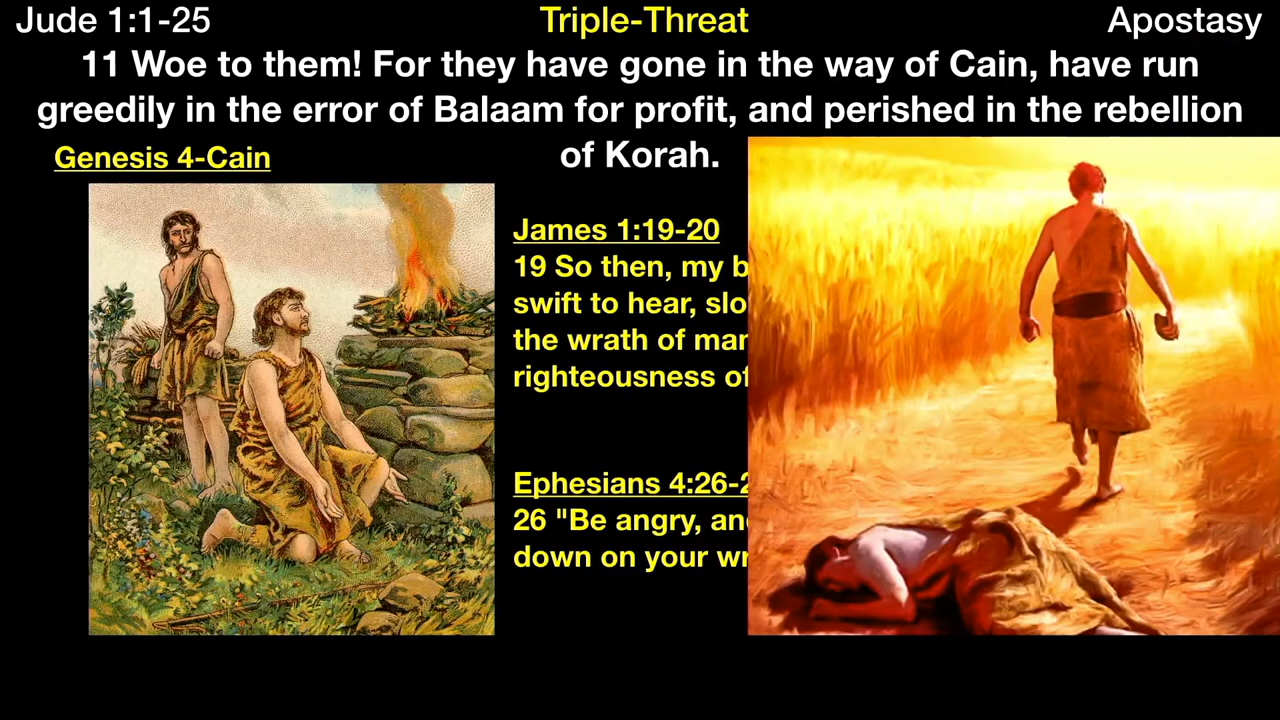 Jude 1:1-25
Triple-Threat
Apostasy
11 Woe to them! For they have gone in the way of Cain, have run
greedily in the error of Balaam for profit, and perished in the rebellion
of Korah.
Genesis 4-Cain
James 1:19-20
19 So then, my b
swift to hear, slo
the wrath of mar
righteousness of
Ephesians 4:26-2
26 "Be angry, and
down on your wr